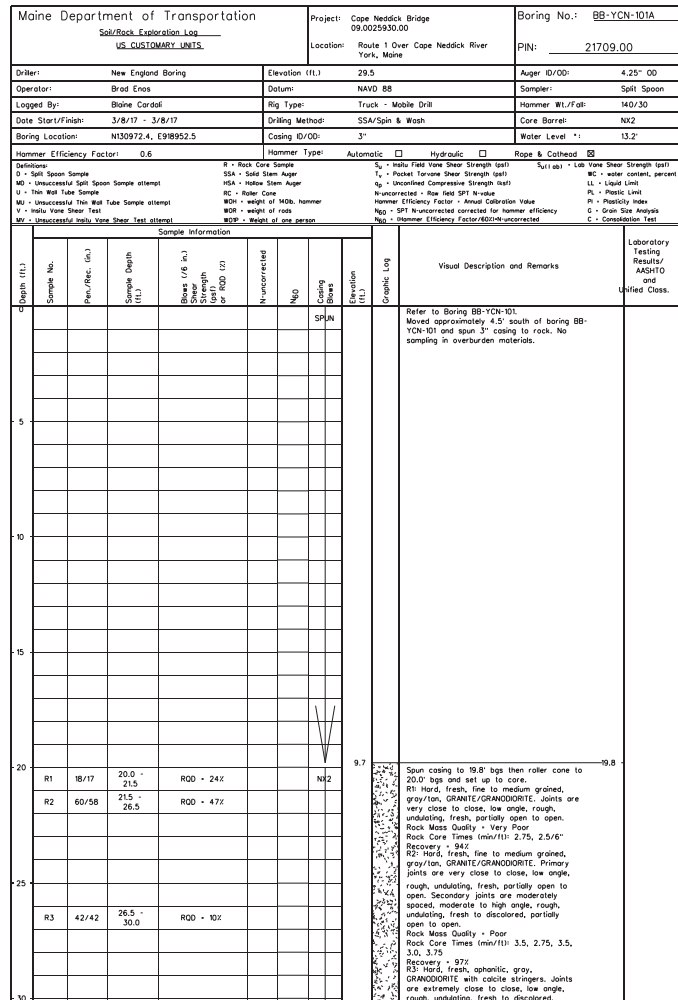 Maine Department of Transportation
Soil/Rock Exploration Log
US CUSTOMARY UNITS
Project: Cape Neddick Bridge
09.0025930.00
Location: Route 1 Over Cape Neddick River
York, Maine
Boring No.: BB-YCN-101A
PIN: 21709.00
Driller: New England Boring Elevation (ft.) 29.5 Auger ID/OD: 4.25" OD
Operator: Brad Enos Datum: NAVD 88 Sampler: Split Spoon
Logged By: Blaine Cardali Rig Type: Truck - Mobile Drill Hammer Wt./Fall: 140/30
Date Start/Finish: 3/8/17 - 3/8/17 Drilling Method: SSA/Spin & Wash Core Barrel: NX2
Boring Location: N130972.4, E918952.5 Casing ID/OD: 3" Water Level *: 13.2'
Hammer Efficiency Factor: 0.6 Hammer Type: Automatic ☐ Hydraulic ☐ Rope & Cathead ☒
Definitions:
D = Split Spoon Sample
MD = Unsuccessful Split Spoon Sample attempt
U = Thin Wall Tube Sample
MU = Unsuccessful Thin Wall Tube Sample attempt
V = Insitu Vane Shear Test
MV = Unsuccessful Insitu Vane Shear Test attempt
R = Rock Core Sample
SSA = Solid Stem Auger
HSA = Hollow Stem Auger
RC = Roller Cone
WOH = weight of 140lb. hammer
WOR = weight of rods
WO1P = Weight of one person
Su = Insitu Field Vane Shear Strength (psf)
Tv = Pocket Torvane Shear Strength (psf)
qp = Unconfined Compressive Strength (ksf)
N-uncorrected = Raw field SPT N-value
Hammer Efficiency Factor = Annual Calibration Value
N60 = SPT N-uncorrected corrected for hammer efficiency
N60 = (Hammer Efficiency Factor/60%)*N-uncorrected
Su(lab) = Lab Vane Shear Strength (psf)
WC = water content, percent
LL = Liquid Limit
PL = Plastic Limit
PI = Plasticity Index
G = Grain Size Analysis
C = Consolidation Test
Sample Information
Depth (ft.)
Sample No.
Pen./Rec. (in.)
Sample Depth
(ft.)
Blows (/6 in.)
Shear
Strength
(psf)
or RQD (%)
N-uncorrected
N60
Casing
Blows
Elevation
(ft.)
Graphic Log
Visual Description and Remarks
Laboratory
Testing
Results/
AASHTO
and
Unified Class.
0
SPUN
Refer to Boring BB-YCN-101.
Moved approximately 4.5' south of boring BB-
YCN-101 and spun 3" casing to rock. No
sampling in overburden materials.
5
10
15
9.7
19.8
20
R1 18/17 20.0 -
21.5
RQD = 24%
NX2
R2 60/58 21.5 -
26.5
RQD = 47%
25
R3 42/42 26.5 -
30.0
RQD = 10%
30
Spun casing to 19.8' bgs then roller cone to
20.0' bgs and set up to core.
R1: Hard, fresh, fine to medium grained,
gray/tan, GRANITE/GRANODIORITE. Joints are
very close to close, low angle, rough,
undulating, fresh, partially open to open.
Rock Mass Quality = Very Poor
Rock Core Times (min/ft): 2.75, 2.5/6"
Recovery = 94%
R2: Hard, fresh, fine to medium grained,
gray/tan, GRANITE/GRANODIORITE. Primary
joints are very close to close, low angle,
rough, undulating, fresh, partially open to
open. Secondary joints are moderately
spaced, moderate to high angle, rough,
undulating, fresh to discolored, partially
open to open.
Rock Mass Quality = Poor
Rock Core Times (min/ft): 3.5, 2.75, 3.5,
3.0, 3.75
Recovery = 97%
R3: Hard, fresh, aphanitic, gray,
GRANODIORITE with calcite stringers. Joints
are extremely close to close, low angle,
rough, undulating, fresh to discolored,